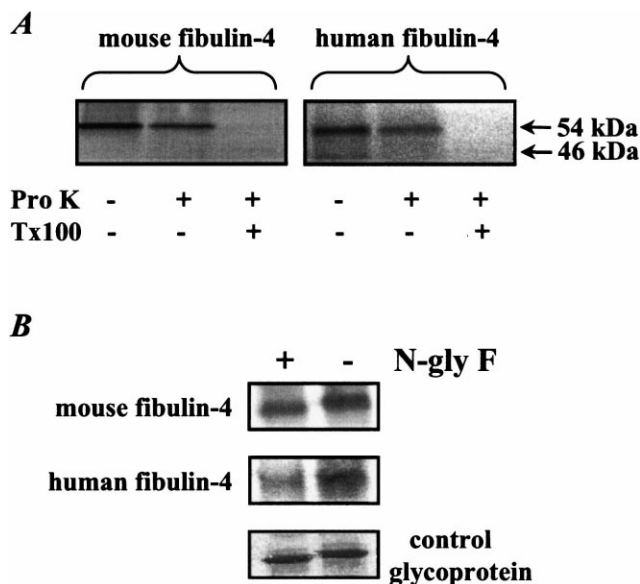 A
mouse fibulin-4 human fibulin-4
54 kDa
46 kDa
Pro K - + + - + +
Tx100 - - + - - +
B
+ - N-gly F
mouse fibulin-4
human fibulin-4
control
glycoprotein